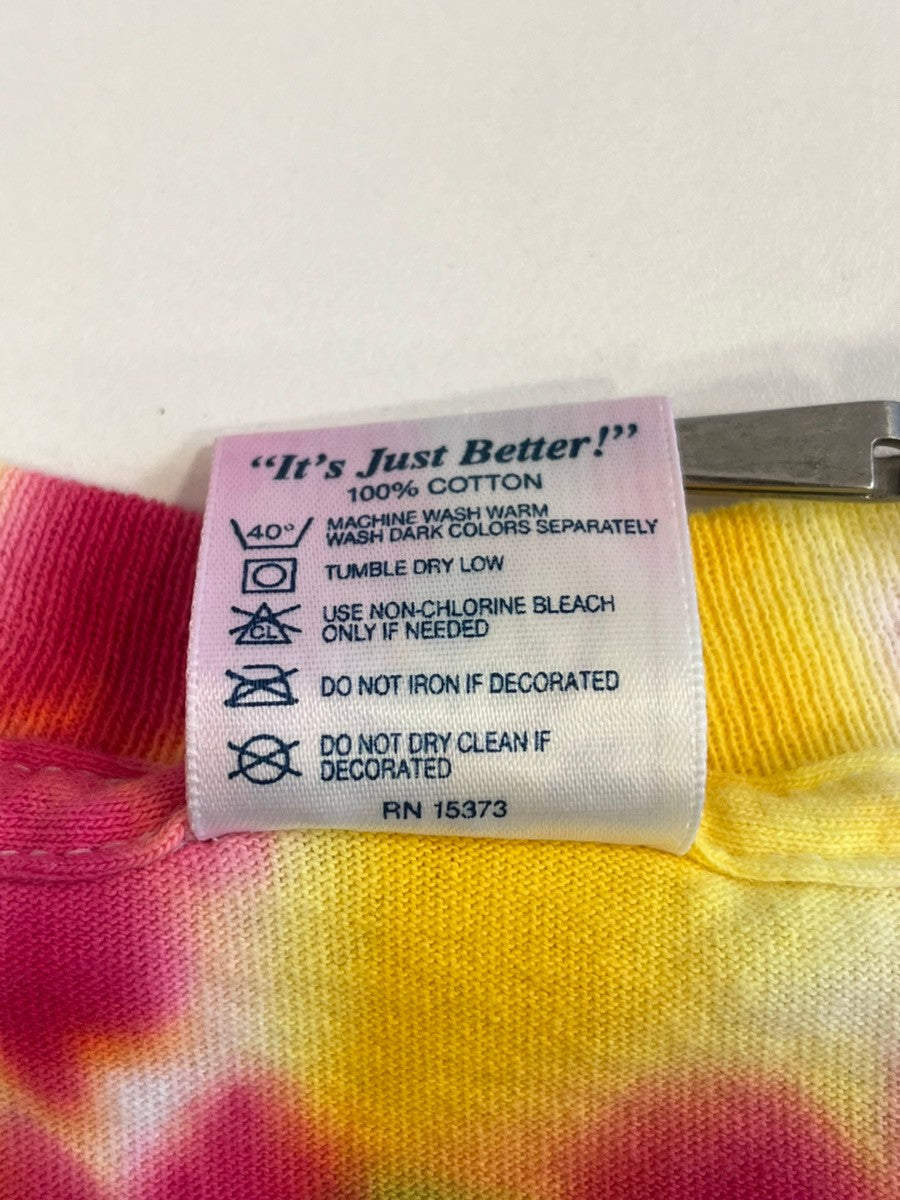 “It’s Just Better!”
100% COTTON
40° MACHINE WASH WARM
WASH DARK COLORS SEPARATELY
TUMBLE DRY LOW
CL USE NON-CHLORINE BLEACH
ONLY IF NEEDED
DO NOT IRON IF DECORATED
DO NOT DRY CLEAN IF
DECORATED
RN 15373